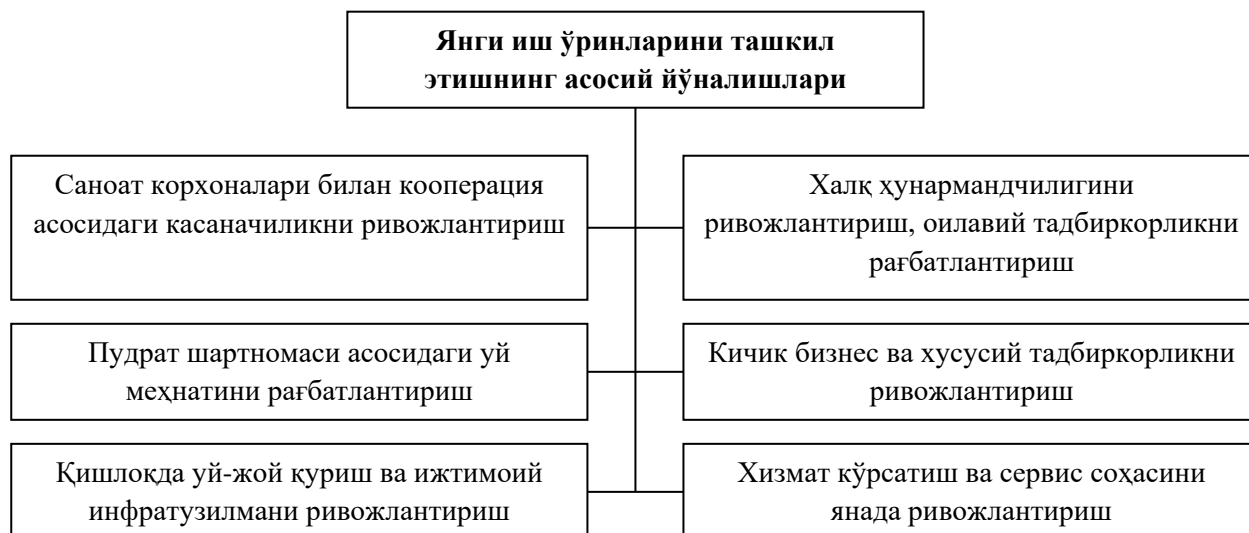 Янги иш ўринларини ташкил
этишнинг асосий йўналишлари
Саноат корхоналари билан кооперация
асосидаги касаначиликни ривожлантириш
Халқ ҳунармандчилигини
ривожлантириш, оилавий тадбиркорликни
рағбатлантириш
Пудрат шартномаси асосидаги уй
меҳнатини рағбатлантириш
Кичик бизнес ва хусусий тадбиркорликни
ривожлантириш
Қишлоқда уй-жой қуриш ва ижтимоий
инфратузилмани ривожлантириш
Хизмат кўрсатиш ва сервис соҳасини
янада ривожлантириш